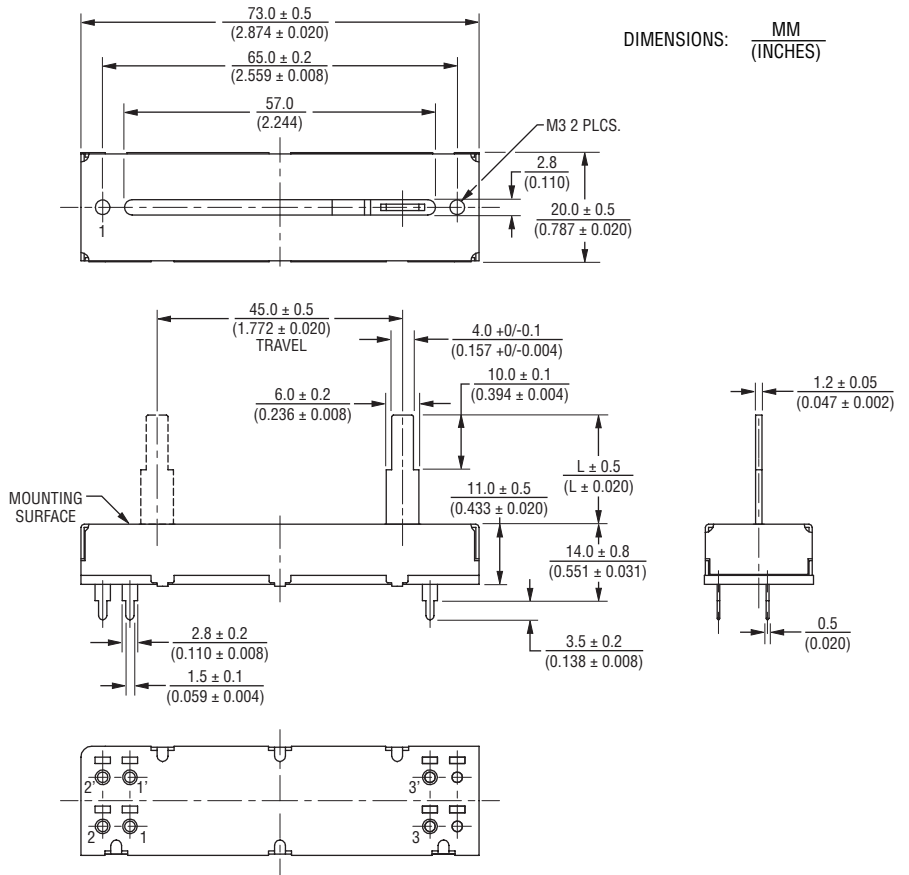 73.0 ± 0.5
(2.874 ± 0.020)
DIMENSIONS: MM
(INCHES)
65.0 ± 0.2
(2.559 ± 0.008)
57.0
(2.244)
M3 2 PLCS.
2.8
(0.110)
20.0 ± 0.5
(0.787 ± 0.020)
1
45.0 ± 0.5
(1.772 ± 0.020)
TRAVEL
4.0 +0/-0.1
(0.157 +0/-0.004)
10.0 ± 0.1
(0.394 ± 0.004)
6.0 ± 0.2
(0.236 ± 0.008)
1.2 ± 0.05
(0.047 ± 0.002)
L ± 0.5
(L ± 0.020)
11.0 ± 0.5
(0.433 ± 0.020)
MOUNTING
SURFACE
14.0 ± 0.8
(0.551 ± 0.031)
2.8 ± 0.2
(0.110 ± 0.008)
3.5 ± 0.2
(0.138 ± 0.008)
0.5
(0.020)
1.5 ± 0.1
(0.059 ± 0.004)
2' 1' 3'
2 1 3